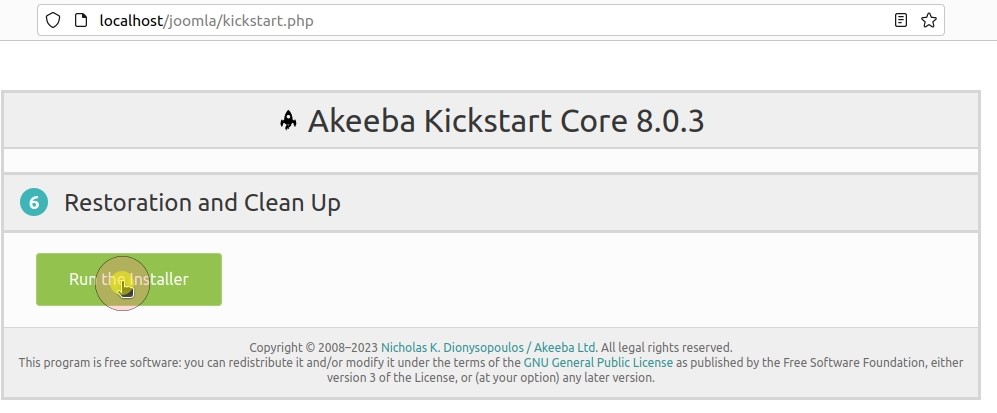 localhost/joomla/kickstart.php
Akeeba Kickstart Core 8.0.3
6 Restoration and Clean Up
Run the Installer
Copyright © 2008–2023 Nicholas K. Dionysopoulos / Akeeba Ltd. All legal rights reserved.
This program is free software: you can redistribute it and/or modify it under the terms of the GNU General Public License as published by the Free Software Foundation, either
version 3 of the License, or (at your option) any later version.